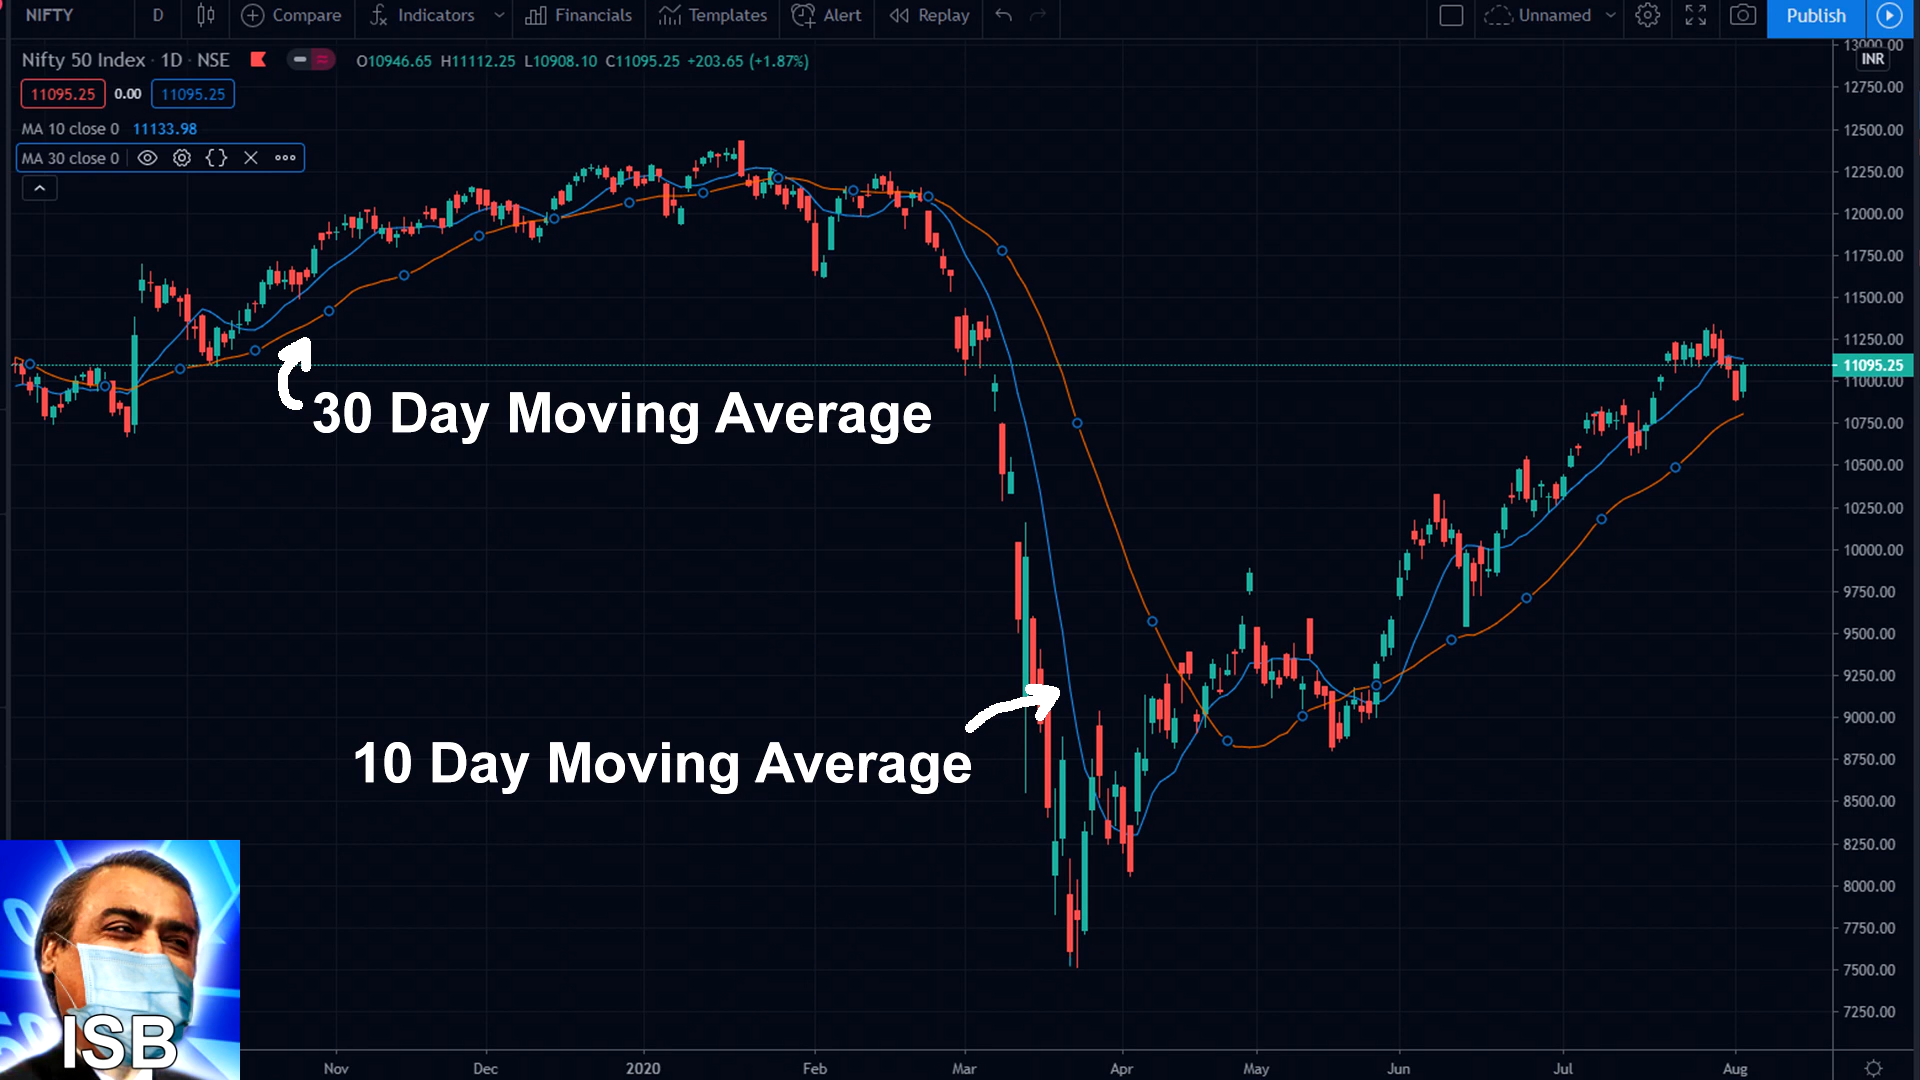 NIFTY D Compare Indicators Financials Templates Alert Replay Unnamed Publish
Nifty 50 Index · 1D · NSE O10946.65 H11112.25 L10908.10 C11095.25 +203.65 (+1.87%)
11095.25 0.00 11095.25
MA 10 close 0 11133.98
MA 30 close 0
13000.00
INR
12750.00
12500.00
12250.00
12000.00
11750.00
11500.00
11250.00
11095.25
11000.00
10750.00
10500.00
10250.00
10000.00
9750.00
9500.00
9250.00
9000.00
8750.00
8500.00
8250.00
8000.00
7750.00
7500.00
7250.00
30 Day Moving Average
10 Day Moving Average
ISB
Nov Dec 2020 Feb Mar Apr May Jun Jul Aug